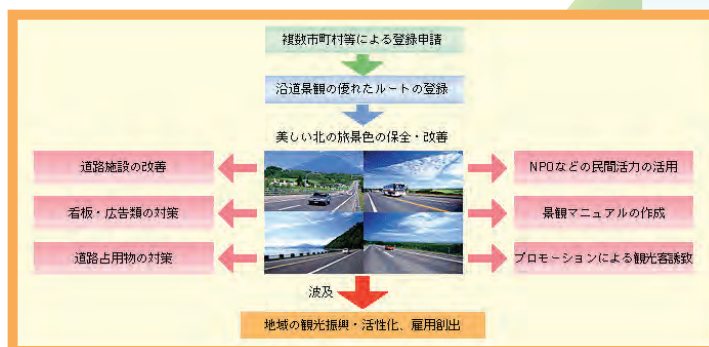 複数市町村等による登録申請
沿道景観の優れたルートの登録
美しい北の旅景色の保全・改善
道路施設の改善
NPOなどの民間活力の活用
看板・広告類の対策
景観マニュアルの作成
道路占用物の対策
プロモーションによる観光客誘致
波及
地域の観光振興・活性化、雇用創出